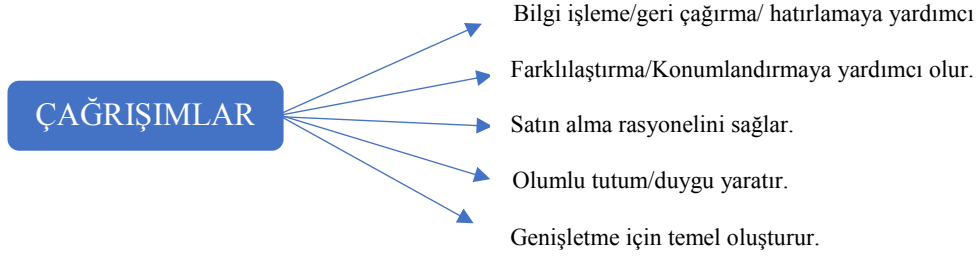 Bilgi işleme/geri çağırma/ hatırlamaya yardımcı
Farklılaştırma/Konumlandırmaya yardımcı olur.
ÇAĞRIŞIMLAR
Satın alma rasyonelini sağlar.
Olumlu tutum/duygu yaratır.
Genişletme için temel oluşturur.